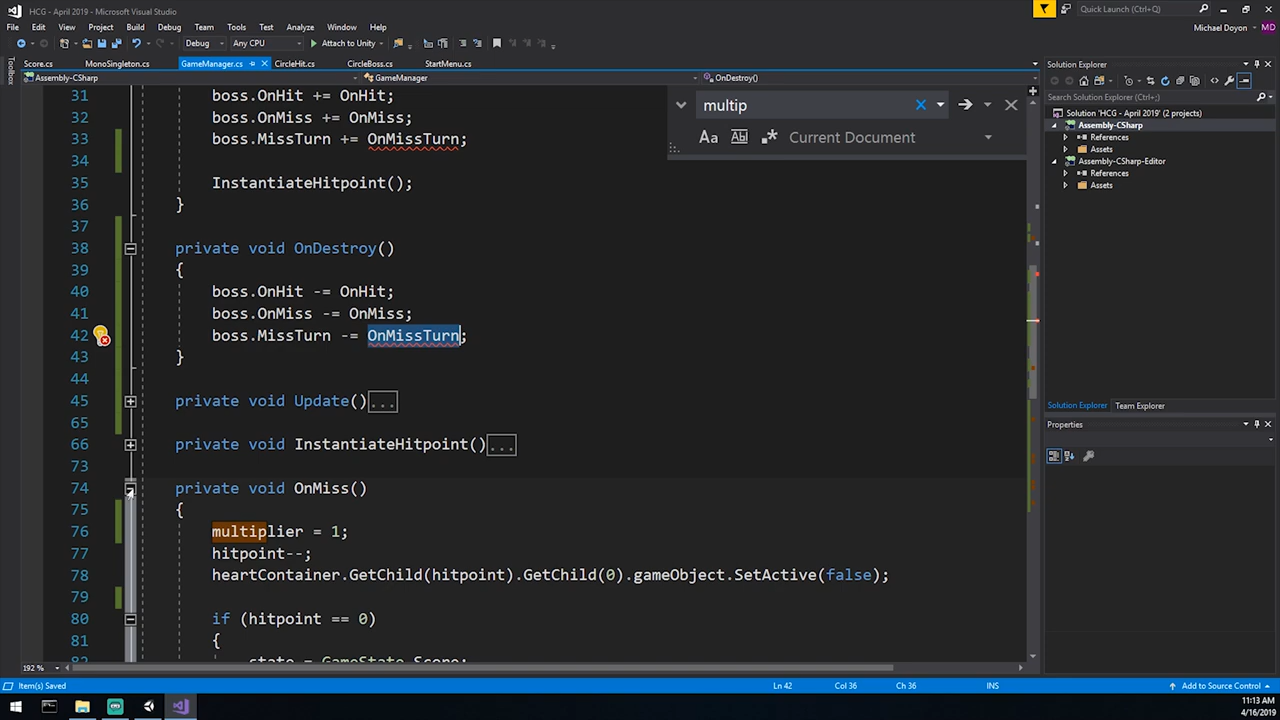 HCG - April 2019 - Microsoft Visual Studio
Quick Launch (Ctrl+Q)
File Edit View Project Build Debug Team Tools Test Analyze Window Help
Michael Doyon MD
Debug Any CPU Attach to Unity
Toolbox
Score.cs MonoSingleton.cs GameManager.cs CircleHit.cs CircleBoss.cs StartMenu.cs
Assembly-CSharp GameManager OnDestroy()
31 boss.OnHit += OnHit;
32 boss.OnMiss += OnMiss;
33 boss.MissTurn += OnMissTurn;
34
35 InstantiateHitpoint();
36 }
37
38 private void OnDestroy()
39 {
40 boss.OnHit -= OnHit;
41 boss.OnMiss -= OnMiss;
42 boss.MissTurn -= OnMissTurn;
43 }
44
45 private void Update()...
65
66 private void InstantiateHitpoint()...
73
74 private void OnMiss()
75 {
76 multiplier = 1;
77 hitpoint--;
78 heartContainer.GetChild(hitpoint).GetChild(0).gameObject.SetActive(false);
79
80 if (hitpoint == 0)
81 {
82 state = GameState.Score;
multip
Aa Abl Current Document
Solution Explorer
Search Solution Explorer (Ctrl+;)
Solution 'HCG - April 2019' (2 projects)
Assembly-CSharp
References
Assets
Assembly-CSharp-Editor
References
Assets
Solution Explorer Team Explorer
Properties
192 %
Item(s) Saved Ln 42 Col 36 Ch 36 INS Add to Source Control
11:13 AM
4/16/2019